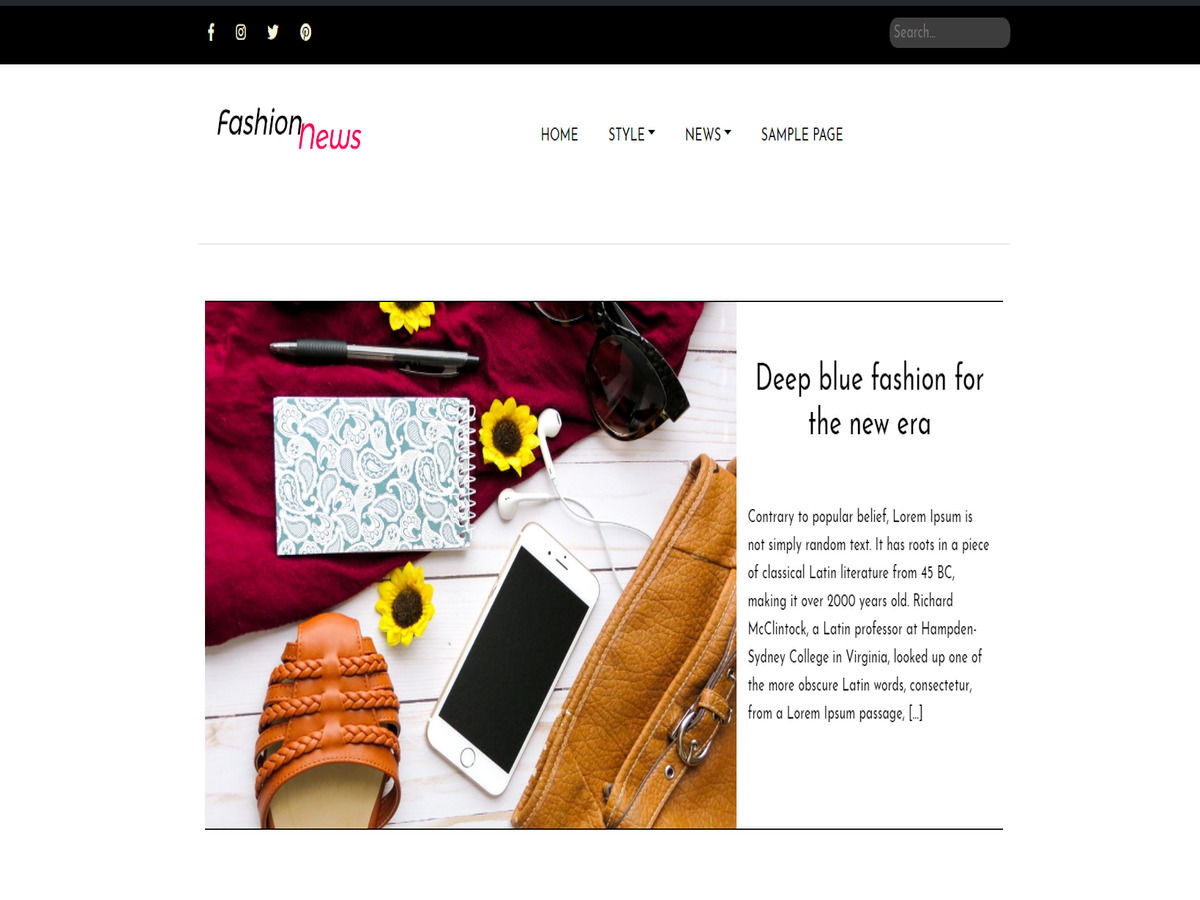 Search...
Fashion
News
HOME STYLE NEWS SAMPLE PAGE
Deep blue fashion for
the new era
Contrary to popular belief, Lorem Ipsum is
not simply random text. It has roots in a piece
of classical Latin literature from 45 BC,
making it over 2000 years old. Richard
McClintock, a Latin professor at Hampden-
Sydney College in Virginia, looked up one of
the more obscure Latin words, consectetur,
from a Lorem Ipsum passage, [...]